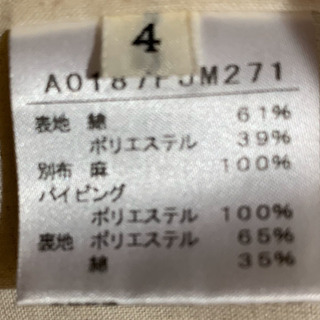 4
A0187FJM271
表地 綿 61%
ポリエステル 39%
別布 麻 100%
パイピング
ポリエステル 100%
裏地 ポリエステル 65%
綿 35%